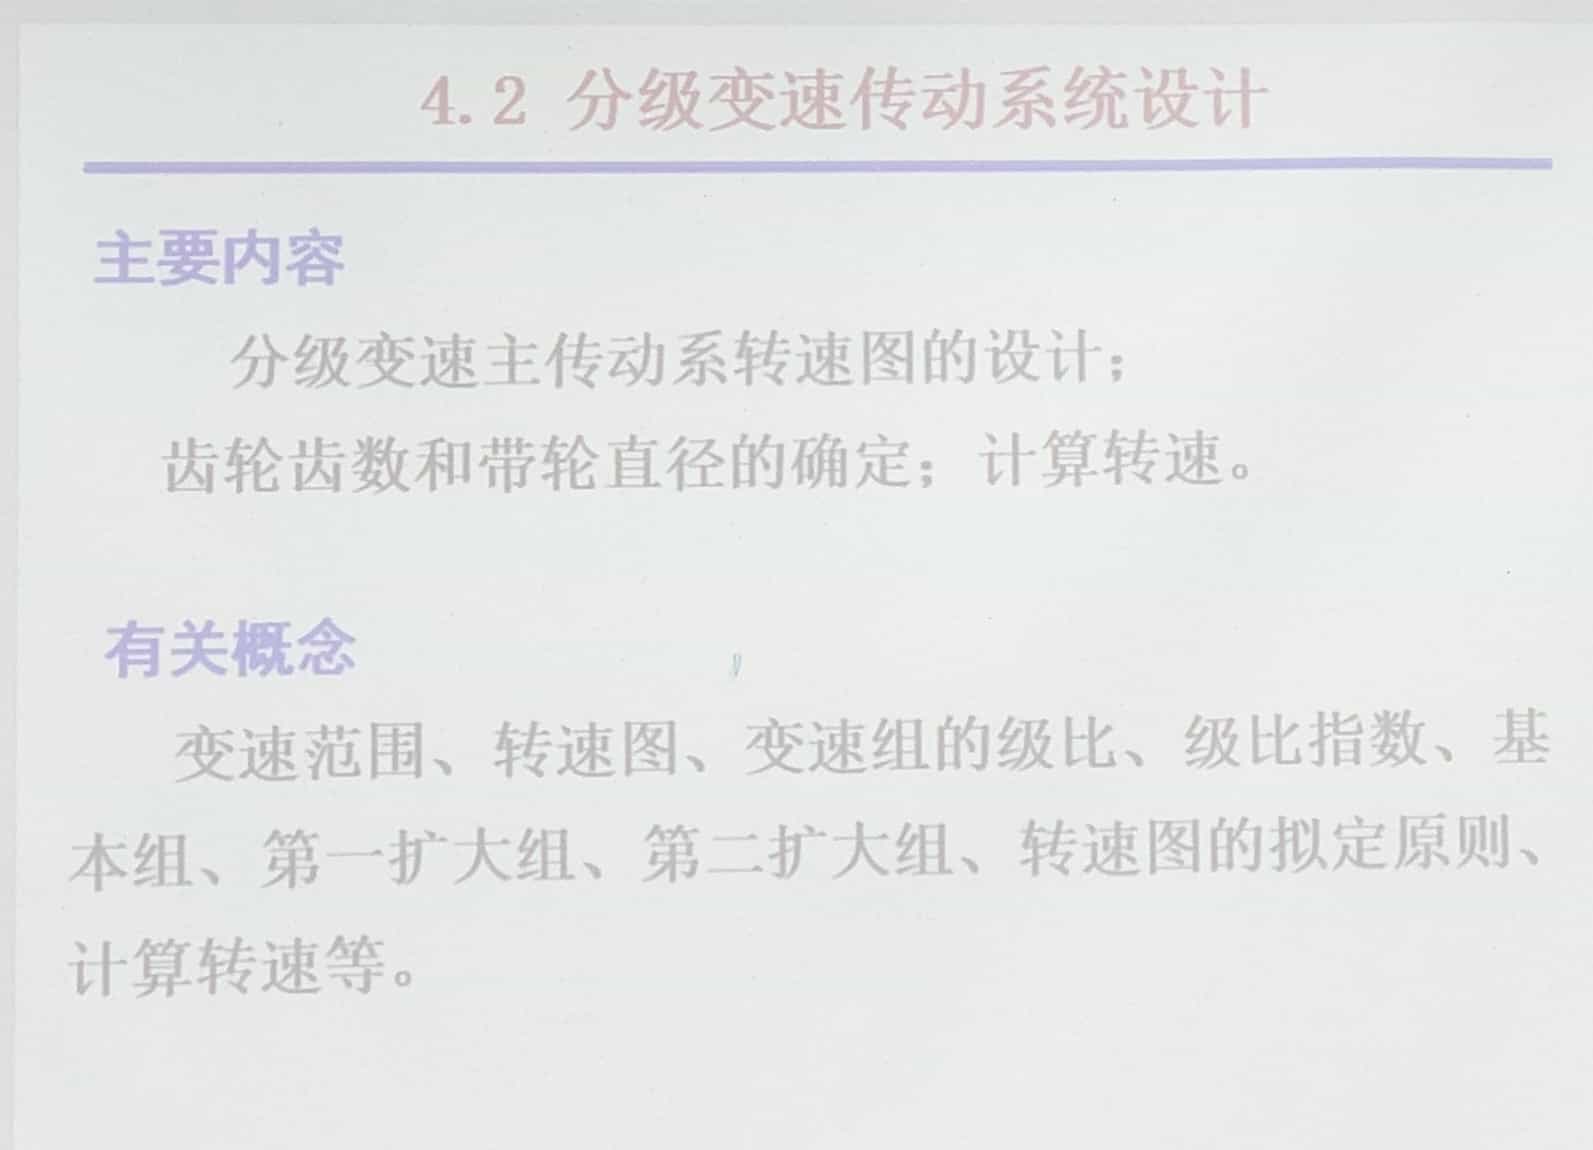 4.2 分级变速传动系统设计
主要内容
分级变速主传动系转速图的设计；
齿轮齿数和带轮直径的确定；计算转速。
有关概念
变速范围、转速图、变速组的级比、级比指数、基
本组、第一扩大组、第二扩大组、转速图的拟定原则、
计算转速等。